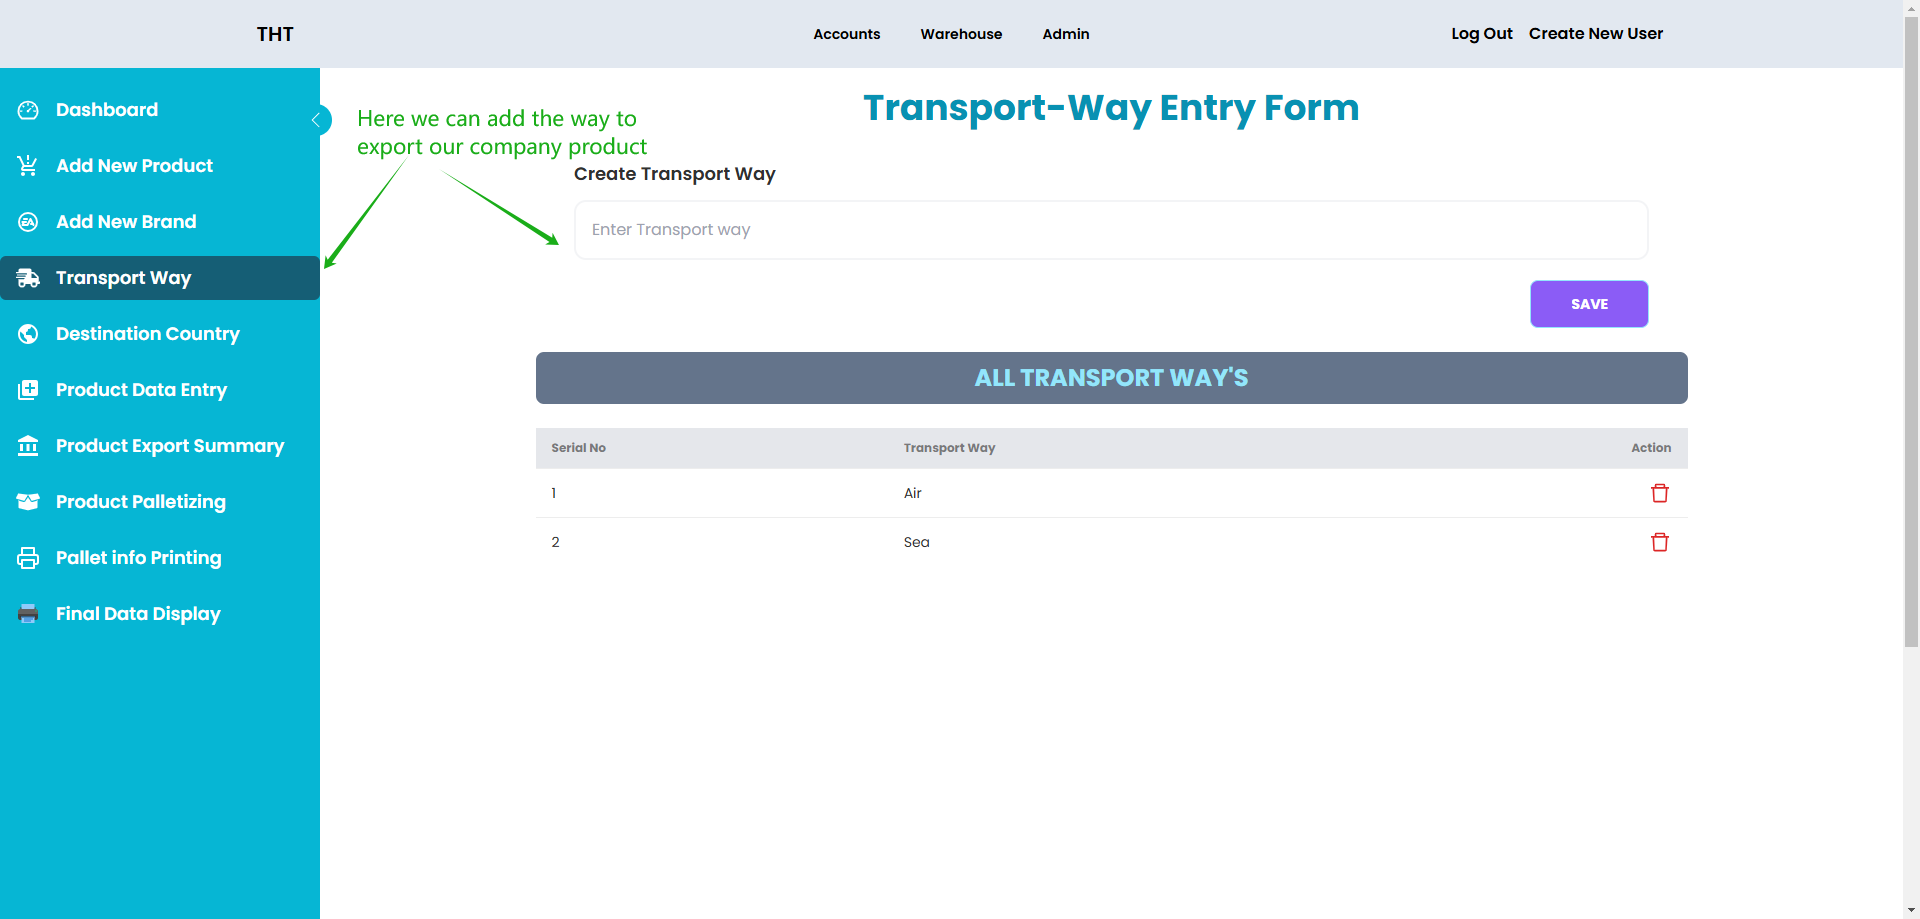 THT
Accounts Warehouse Admin
Log Out Create New User
Dashboard
Add New Product
Add New Brand
Transport Way
Destination Country
Product Data Entry
Product Export Summary
Product Palletizing
Pallet info Printing
Final Data Display
Here we can add the way to
export our company product
Transport-Way Entry Form
Create Transport Way
Enter Transport way
SAVE
ALL TRANSPORT WAY'S
Serial No Transport Way Action
1 Air
2 Sea